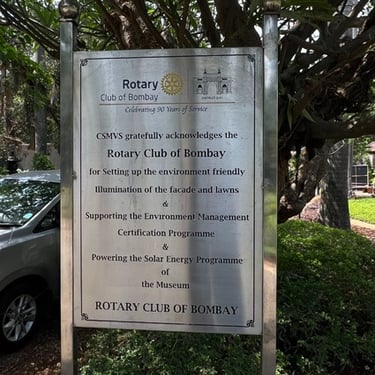 Rotary
Club of Bombay
Celebrating 90 Years of Service
CSMVS gratefully acknowledges the
Rotary Club of Bombay
for Setting up the environment friendly
Illumination of the facade and lawns
&
Supporting the Environment Management
Certification Programme
&
Powering the Solar Energy Programme
of
the Museum
ROTARY CLUB OF BOMBAY